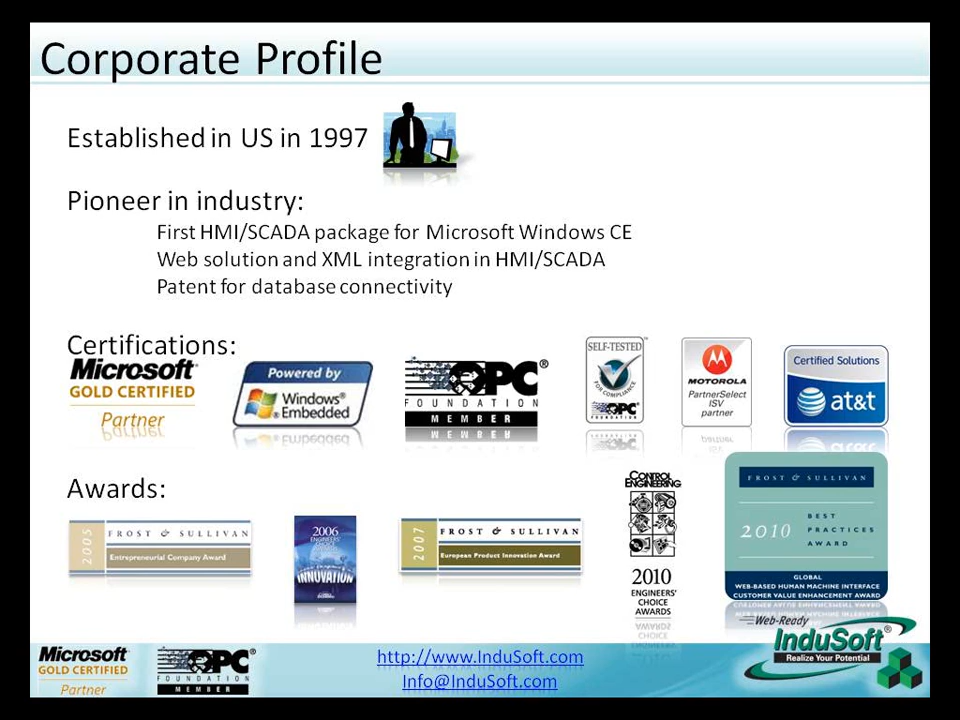 Corporate Profile
Established in US in 1997
Pioneer in industry:
First HMI/SCADA package for Microsoft Windows CE
Web solution and XML integration in HMI/SCADA
Patent for database connectivity
Certifications:
Microsoft
GOLD CERTIFIED
Partner
Powered by
Windows®
Embedded
OPC®
FOUNDATION
MEMBER
SELF-TESTED™
FOR COMPLIANCE
OPC
FOUNDATION
MOTOROLA
PartnerSelect
ISV
partner
Certified Solutions
at&t
Awards:
2005
FROST & SULLIVAN
Entrepreneurial Company Award
2006
ENGINEERS'
CHOICE
INNOVATION
2007
FROST & SULLIVAN
European Product Innovation Award
CONTROL
ENGINEERING
2010
ENGINEERS'
CHOICE
AWARDS
FROST & SULLIVAN
2010
BEST
PRACTICES
AWARD
GLOBAL
WEB-BASED HUMAN MACHINE INTERFACE
CUSTOMER VALUE ENHANCEMENT AWARD
Microsoft
GOLD CERTIFIED
Partner
OPC®
FOUNDATION
MEMBER
http://www.InduSoft.com
Info@InduSoft.com
Web-Ready
InduSoft®
Realize Your Potential